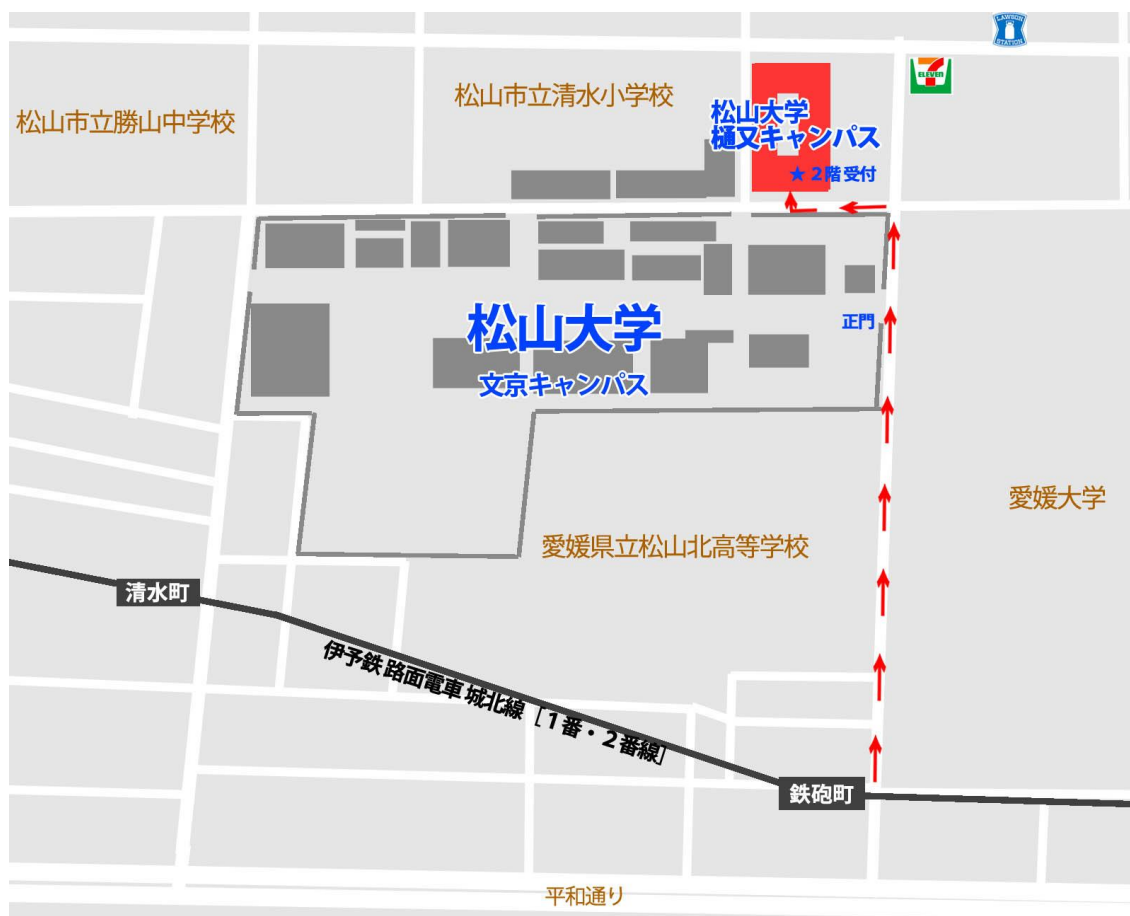 LAWSON
STATION
ELEVEN
松山市立清水小学校
松山市立勝山中学校
松山大学
樋又キャンパス
★２階受付
松山大学
正門
文京キャンパス
愛媛大学
愛媛県立松山北高等学校
清水町
伊予鉄 路面電車 城北線［１番・２番線］
鉄砲町
平和通り